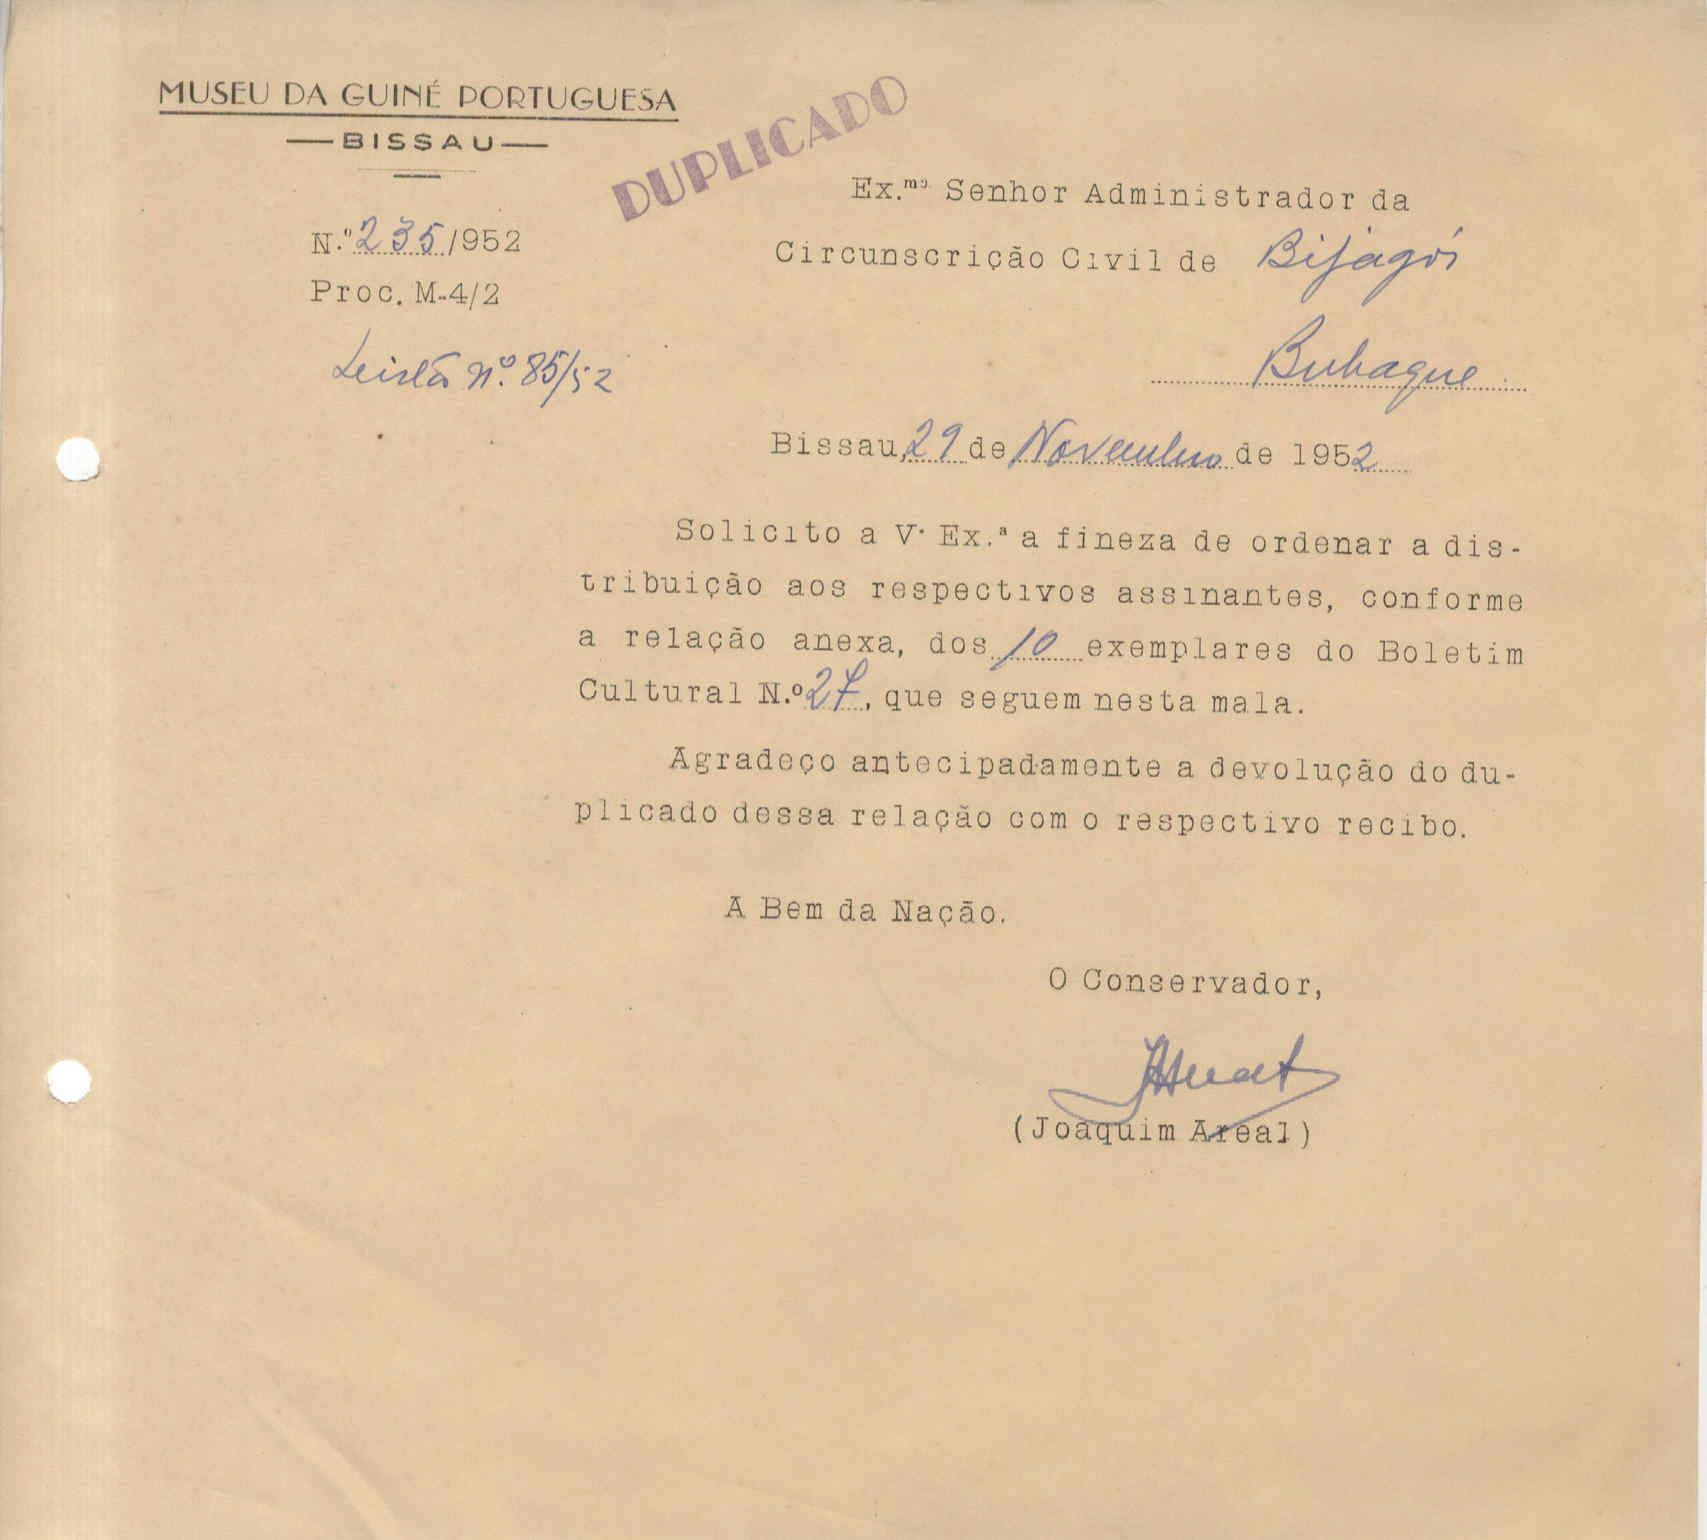 MUSEU DA GUINÉ PORTUGUESA
BISSAU
DUPLICADO
N.º 235/952
Proc. M-4/2
nº. 85/52
Ex.mo. Senhor Administrador da
Circunscrição Civil de Bijagós
Bubaque
Bissau, 29 de Novembro de 1952
Solicito a V. Ex.ª a fineza de ordenar a dis-
tribuição aos respectivos assinantes, conforme
a relação anexa, dos 10 exemplares do Boletim
Cultural N.º 27, que seguem nesta mala.
Agradeço antecipadamente a devolução do du-
plicado dessa relação com o respectivo recibo.
A Bem da Nação.
O Conservador,
(Joaquim Areal)